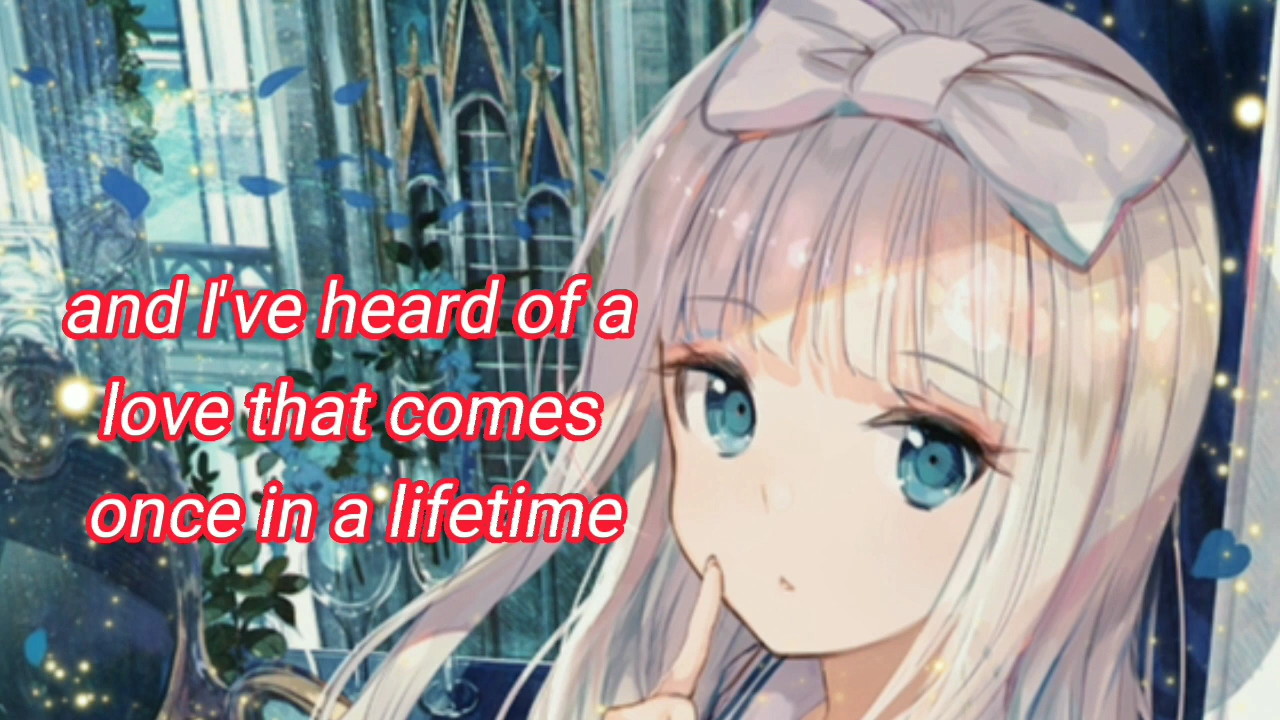 and I've heard of a
love that comes
once in a lifetime